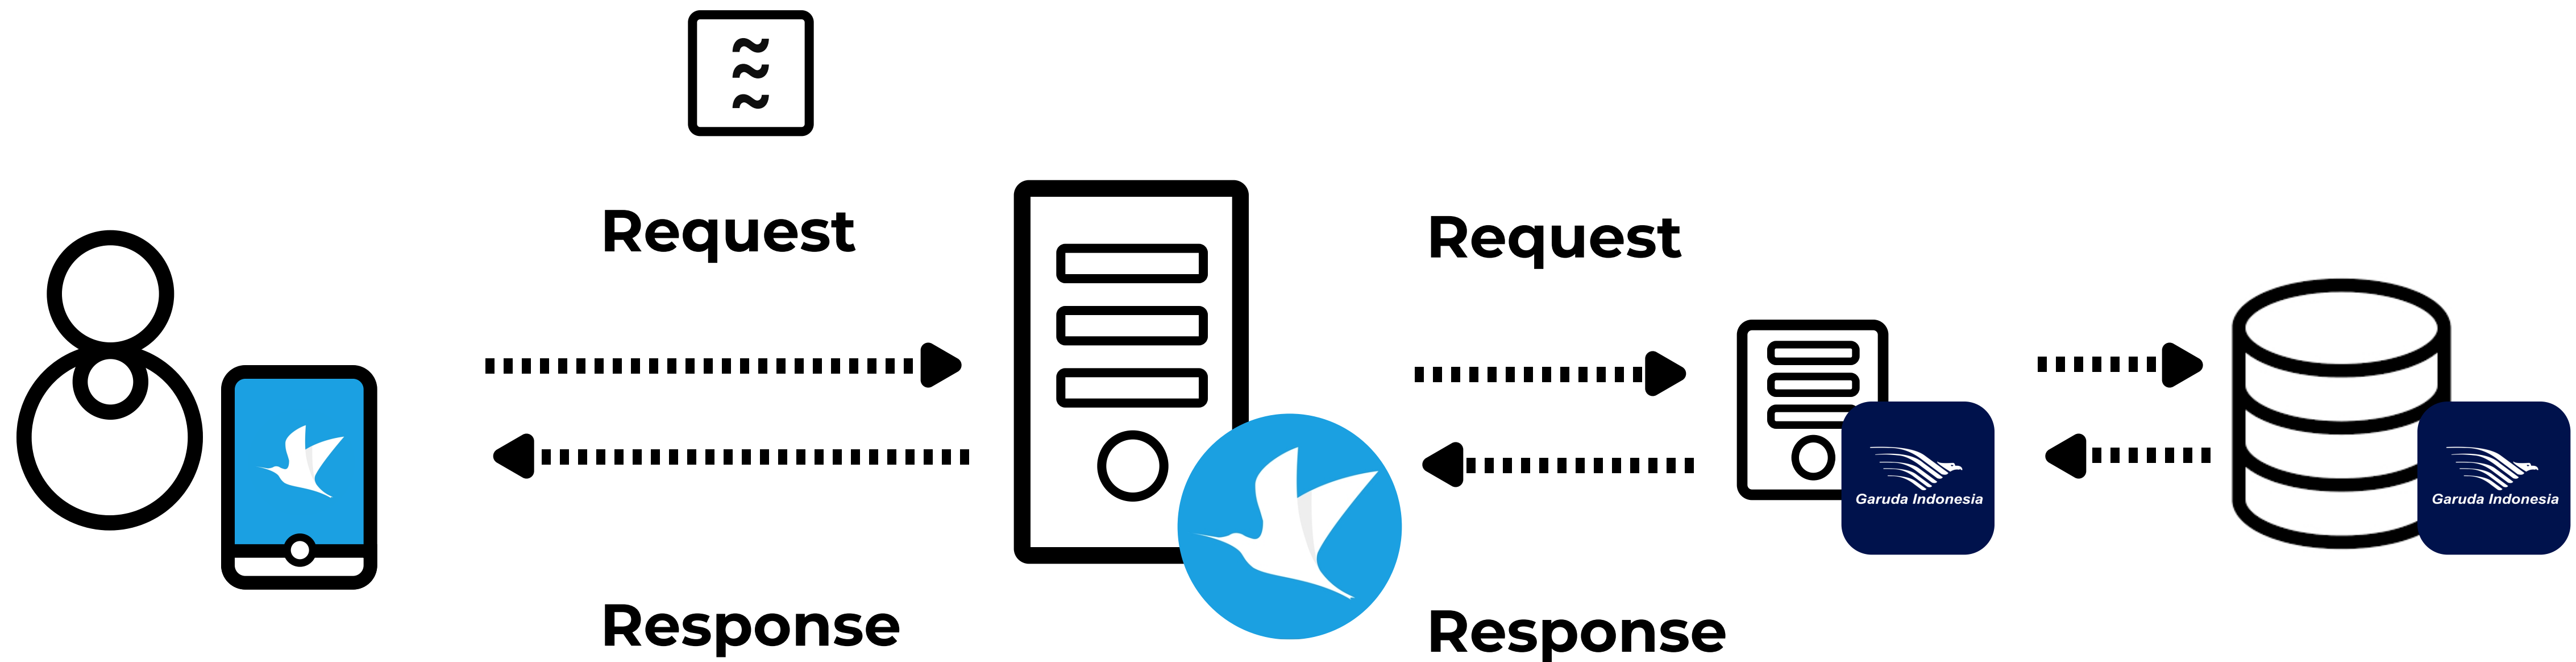 Request
Request
Garuda Indonesia
Garuda Indonesia
Response
Response